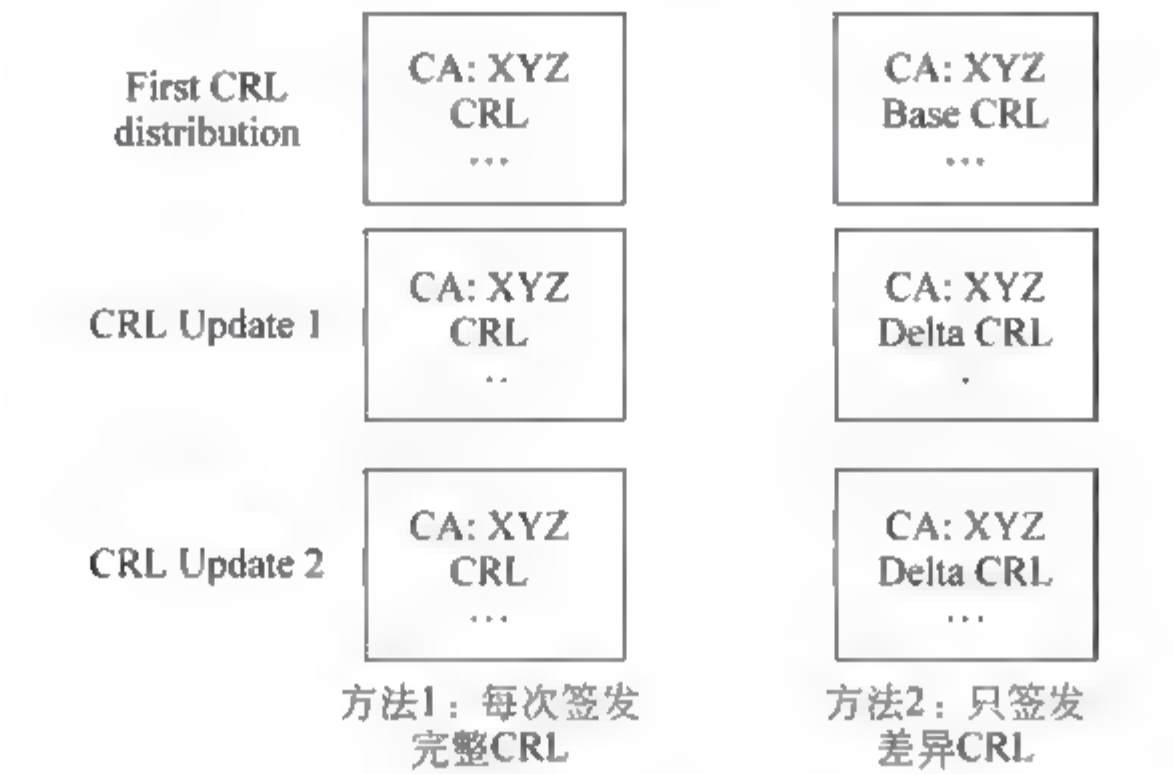 First CRL
distribution
CA: XYZ
CRL
...
CA: XYZ
Base CRL
...
CRL Update 1
CA: XYZ
CRL
..
CA: XYZ
Delta CRL
.
CRL Update 2
CA: XYZ
CRL
...
CA: XYZ
Delta CRL
...
方法1：每次签发
完整CRL
方法2：只签发
差异CRL